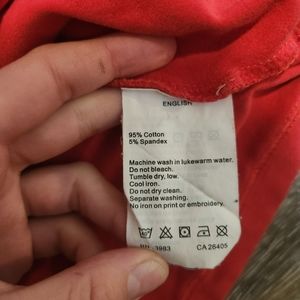 ENGLISH
95% Cotton
5% Spandex
Machine wash in lukewarm water.
Do not bleach.
Tumble dry, low.
Cool iron.
Do not dry clean.
Separate washing.
No iron on print or embroidery.
3983 CA 26405